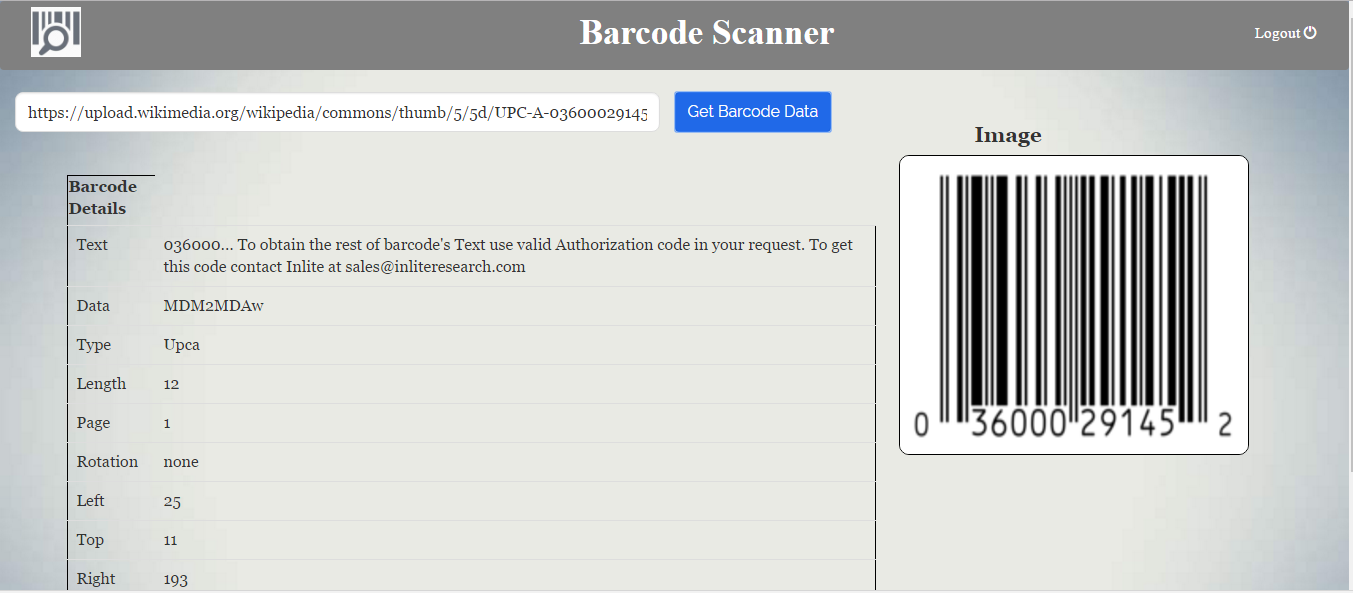 Barcode Scanner
Logout
https://upload.wikimedia.org/wikipedia/commons/thumb/5/5d/UPC-A-03600029145
Get Barcode Data
Image
Barcode
Details
Text 036000... To obtain the rest of barcode's Text use valid Authorization code in your request. To get
this code contact Inlite at sales@inliteresearch.com
Data MDM2MDAw
Type Upca
Length 12
Page 1
Rotation none
Left 25
Top 11
Right 193
0 36000 29145 2